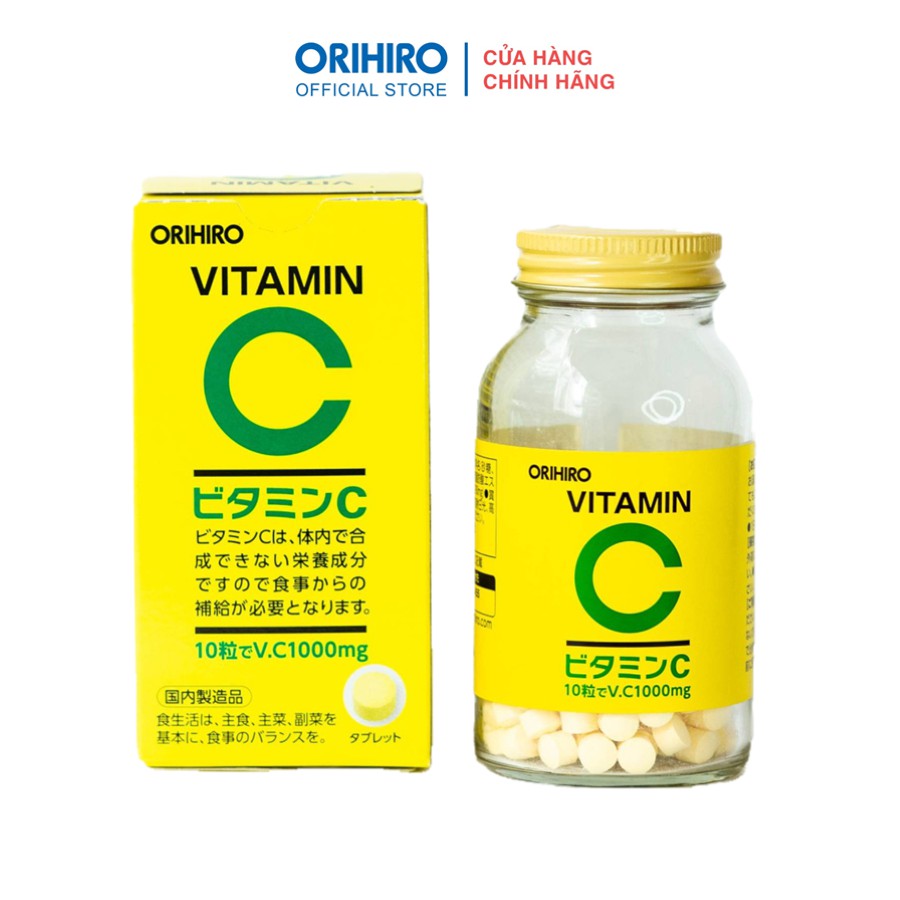 ORIHIRO
OFFICIAL STORE
CỬA HÀNG
CHÍNH HÃNG
VITAMIN
ORIHIRO
VITAMIN
C
ビタミンC
ビタミンCは、体内で合
成できない栄養成分
ですので食事からの
補給が必要となります。
10粒でV.C1000mg
国内製造品
食生活は、主食、主菜、副菜を
基本に、食事のバランスを。
タブレット
ORIHIRO
VITAMIN
C
ビタミンC
10粒でV.C1000mg